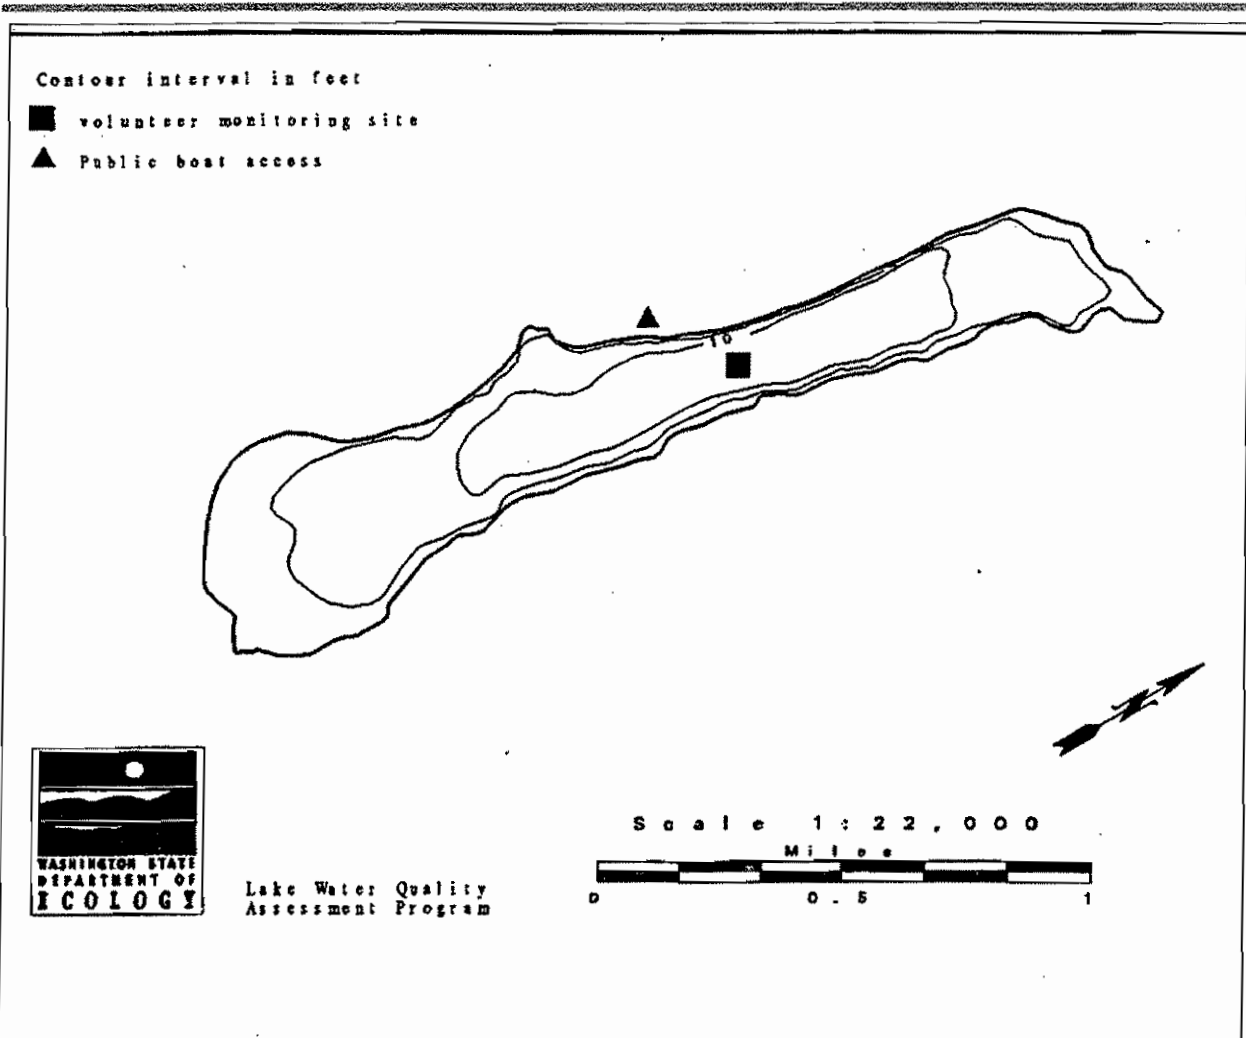 Contour interval in feet
volunteer monitoring site
Public boat access
10
N
Scale 1:22,000
Miles
0 0.5 1
WASHINGTON STATE
DEPARTMENT OF
ECOLOGY
Lake Water Quality
Assessment Program